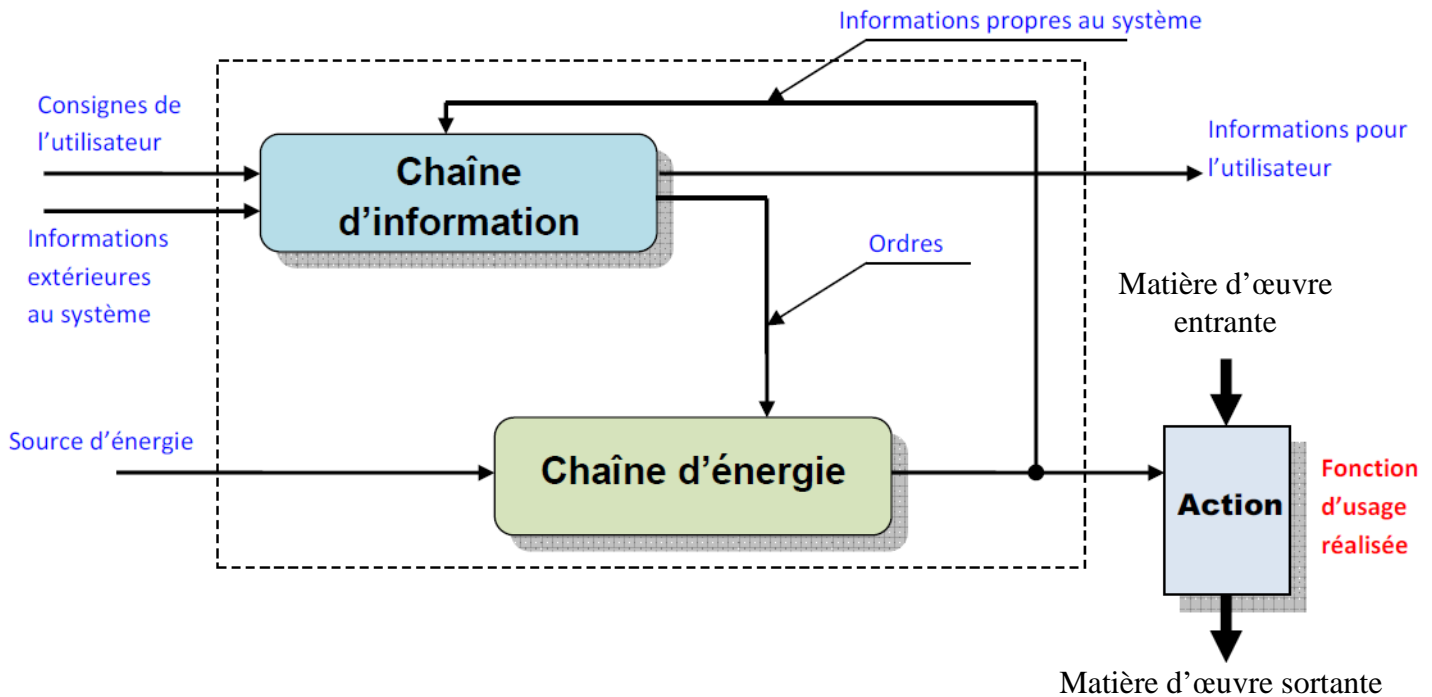 Informations propres au système
Consignes de
l’utilisateur
Informations pour
l’utilisateur
Chaîne
d’information
Informations
extérieures
au système
Ordres
Matière d’œuvre
entrante
Source d’énergie
Chaîne d’énergie
Action
Fonction
d’usage
réalisée
Matière d’œuvre sortante